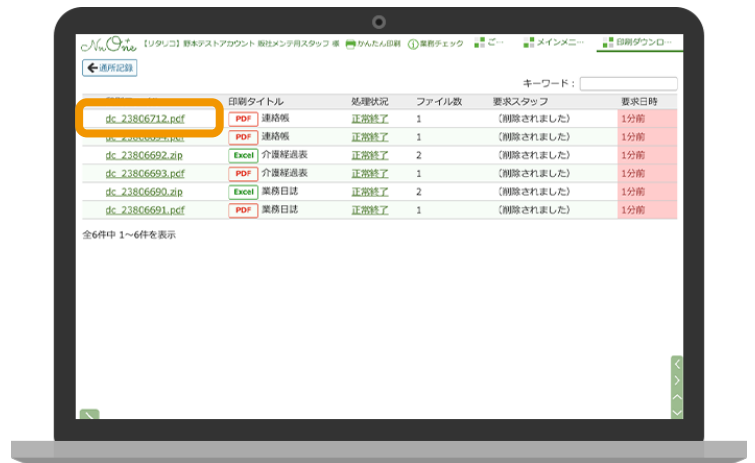 NuOne 【リタリコ】野本テストアカウント 販社メンテ用スタッフ 様 かんたん印刷 業務チェック ご… メインメニ… 印刷ダウンロ…
通所記録
キーワード：
印刷タイトル 処理状況 ファイル数 要求スタッフ 要求日時
dc_23806712.pdf PDF 連絡帳 正常終了 1 （削除されました） 1分前
dc_23806694.pdf PDF 連絡帳 正常終了 1 （削除されました） 1分前
dc_23806692.zip Excel 介護経過表 正常終了 2 （削除されました） 1分前
dc_23806693.pdf PDF 介護経過表 正常終了 1 （削除されました） 1分前
dc_23806690.zip Excel 業務日誌 正常終了 2 （削除されました） 1分前
dc_23806691.pdf PDF 業務日誌 正常終了 1 （削除されました） 1分前
全6件中 1〜6件を表示